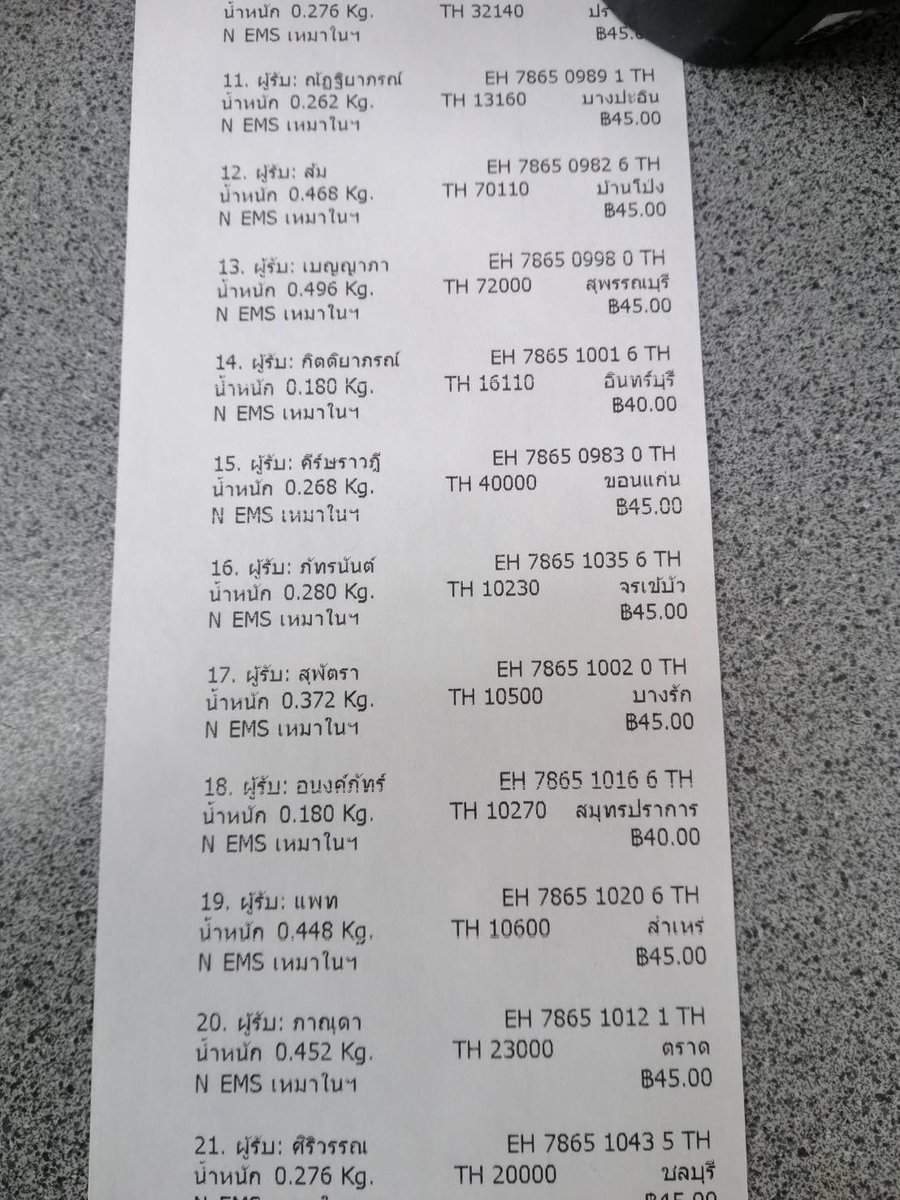 น้ำหนัก 0.276 Kg. TH 32140
N EMS เหมาในฯ
11. ผู้รับ: ณัฏฐิยาภรณ์ EH 7865 0989 1 TH
น้ำหนัก 0.262 Kg. TH 13160 บางปะอิน
N EMS เหมาในฯ ฿45.00
12. ผู้รับ: ส้ม EH 7865 0982 6 TH
น้ำหนัก 0.468 Kg. TH 70110 บ้านโป่ง
N EMS เหมาในฯ ฿45.00
13. ผู้รับ: เบญญาภา EH 7865 0998 0 TH
น้ำหนัก 0.496 Kg. TH 72000 สุพรรณบุรี
N EMS เหมาในฯ ฿45.00
14. ผู้รับ: กิตติยาภรณ์ EH 7865 1001 6 TH
น้ำหนัก 0.180 Kg. TH 16110 อินทร์บุรี
N EMS เหมาในฯ ฿40.00
15. ผู้รับ: คีร์ษราวฎี EH 7865 0983 0 TH
น้ำหนัก 0.268 Kg. TH 40000 ขอนแก่น
N EMS เหมาในฯ ฿45.00
16. ผู้รับ: ภัทรนันต์ EH 7865 1035 6 TH
น้ำหนัก 0.280 Kg. TH 10230 จรเข้บัว
N EMS เหมาในฯ ฿45.00
17. ผู้รับ: สุพัตรา EH 7865 1002 0 TH
น้ำหนัก 0.372 Kg. TH 10500 บางรัก
N EMS เหมาในฯ ฿45.00
18. ผู้รับ: อนงค์ภัทร์ EH 7865 1016 6 TH
น้ำหนัก 0.180 Kg. TH 10270 สมุทรปราการ
N EMS เหมาในฯ ฿40.00
19. ผู้รับ: แพท EH 7865 1020 6 TH
น้ำหนัก 0.448 Kg. TH 10600 สำเหร่
N EMS เหมาในฯ ฿45.00
20. ผู้รับ: ภาณุดา EH 7865 1012 1 TH
น้ำหนัก 0.452 Kg. TH 23000 ตราด
N EMS เหมาในฯ ฿45.00
21. ผู้รับ: ศิริวรรณ EH 7865 1043 5 TH
น้ำหนัก 0.276 Kg. TH 20000 ชลบุรี